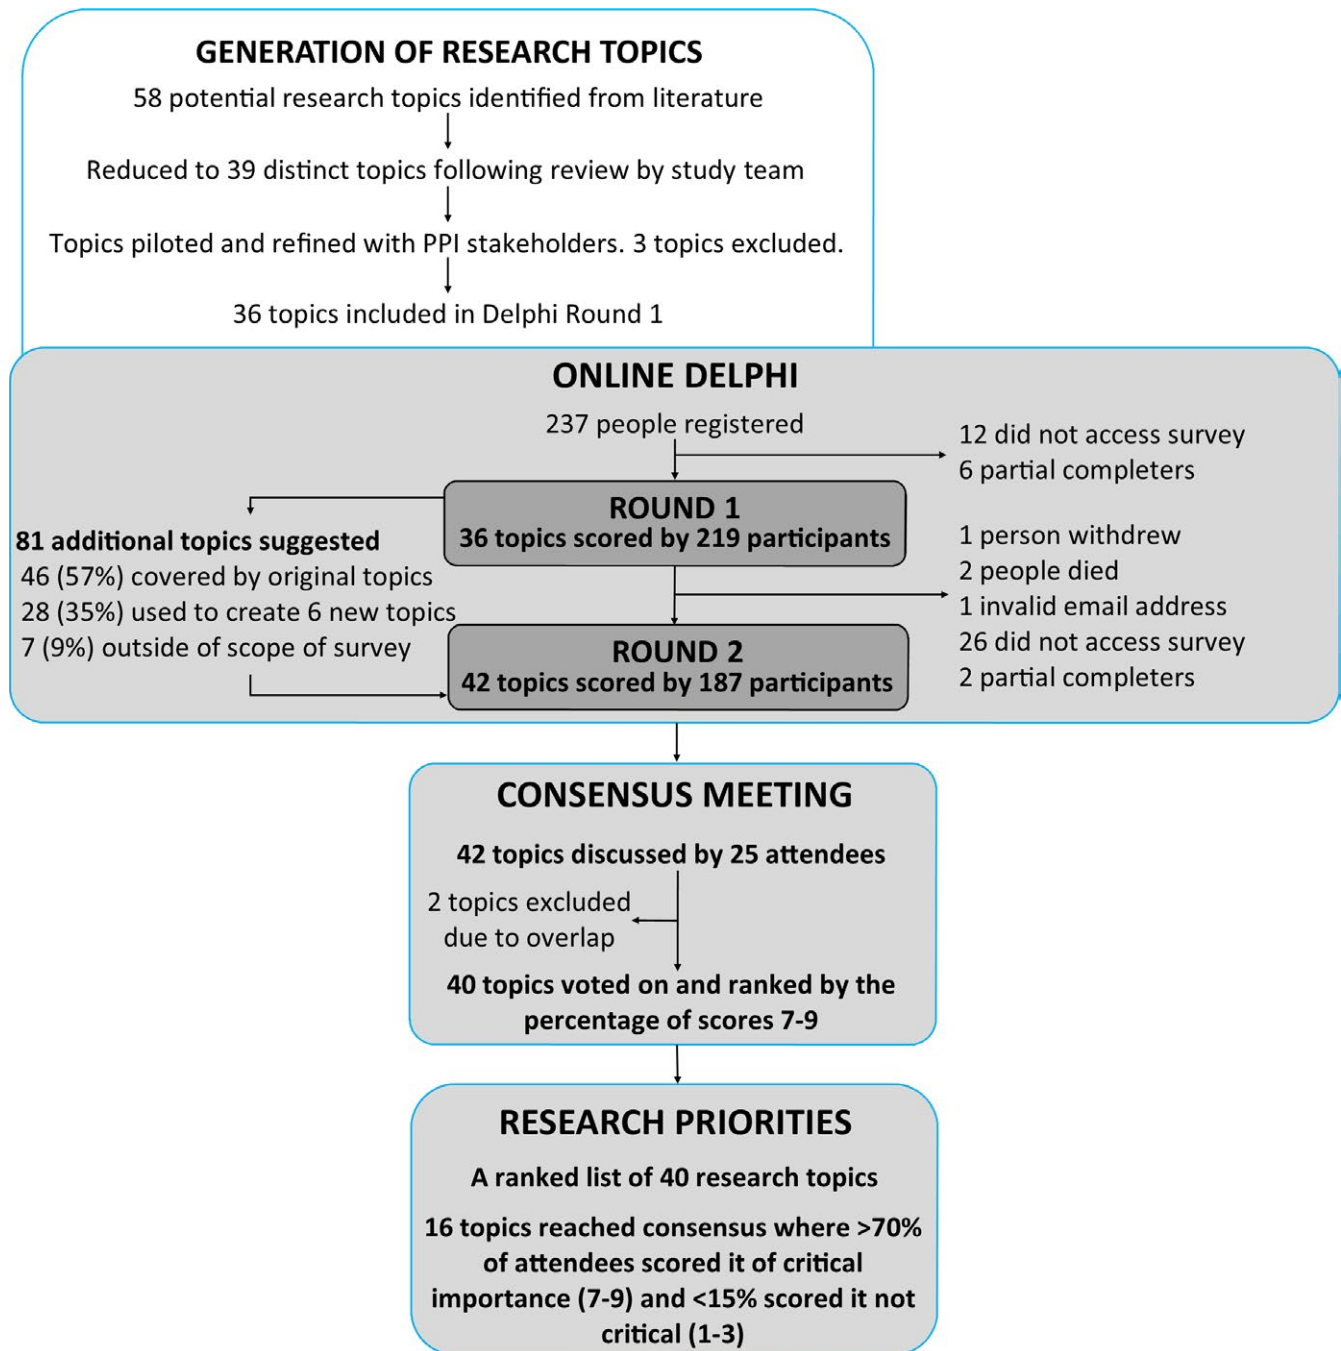 GENERATION OF RESEARCH TOPICS
58 potential research topics identified from literature
Reduced to 39 distinct topics following review by study team
Topics piloted and refined with PPI stakeholders. 3 topics excluded.
36 topics included in Delphi Round 1
ONLINE DELPHI
237 people registered
12 did not access survey
6 partial completers
ROUND 1
36 topics scored by 219 participants
81 additional topics suggested
46 (57%) covered by original topics
28 (35%) used to create 6 new topics
7 (9%) outside of scope of survey
1 person withdrew
2 people died
1 invalid email address
26 did not access survey
2 partial completers
ROUND 2
42 topics scored by 187 participants
CONSENSUS MEETING
42 topics discussed by 25 attendees
2 topics excluded
due to overlap
40 topics voted on and ranked by the
percentage of scores 7-9
RESEARCH PRIORITIES
A ranked list of 40 research topics
16 topics reached consensus where >70%
of attendees scored it of critical
importance (7-9) and <15% scored it not
critical (1-3)